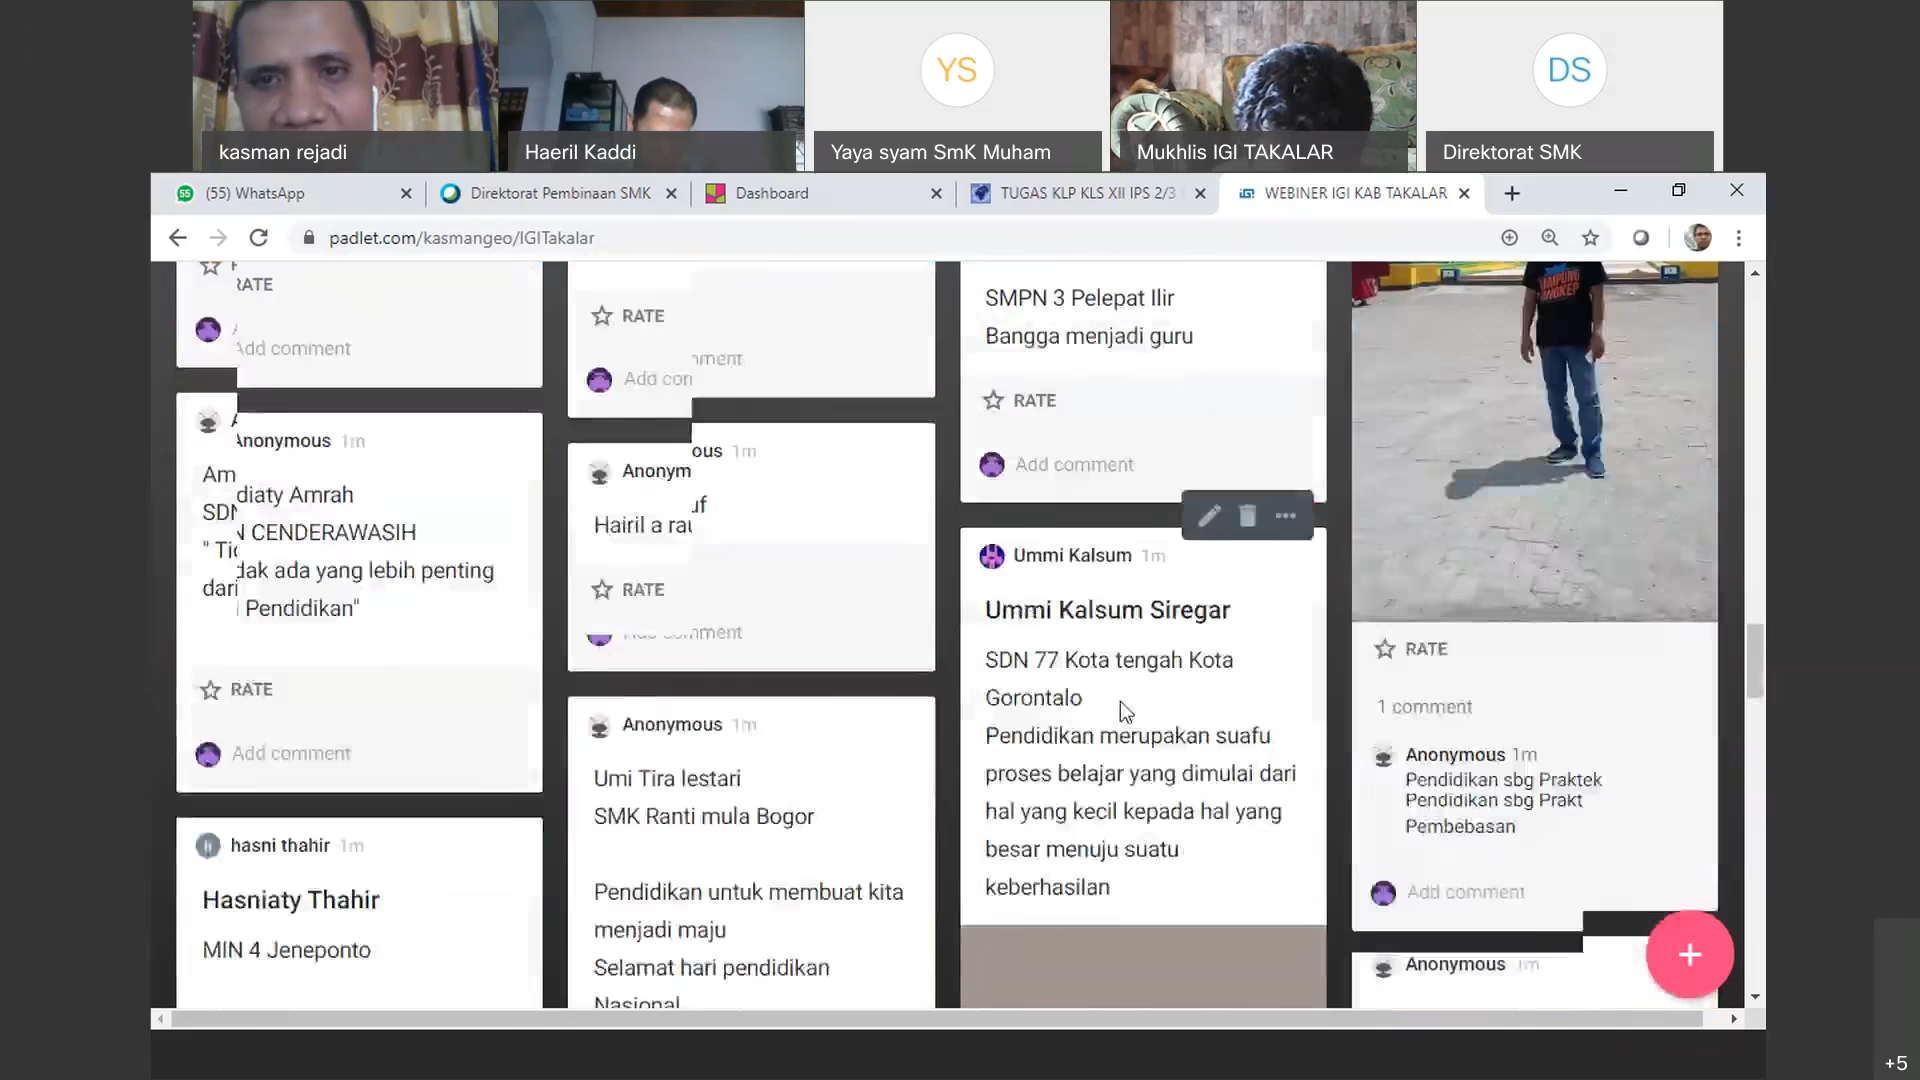 YS
DS
kasman rejadi
Haeril Kaddi
Yaya syam SmK Muham
Mukhlis IGI TAKALAR
Direktorat SMK
55
(55) WhatsApp
Direktorat Pembinaan SMK
Dashboard
TUGAS KLP KLS XII IPS 2/3
WEBINER IGI KAB TAKALAR
padlet.com/kasmangeo/IGITakalar
RATE
Add comment
Anonymous 1m
diaty Amrah
N CENDERAWASIH
dak ada yang lebih penting
Pendidikan"
RATE
Add comment
hasni thahir 1m
Hasniaty Thahir
MIN 4 Jeneponto
RATE
Add com
Anonym
ous 1m
Hairil a rau
RATE
Anonymous 1m
Umi Tira lestari
SMK Ranti mula Bogor
Pendidikan untuk membuat kita
menjadi maju
Selamat hari pendidikan
Nasional
SMPN 3 Pelepat Ilir
Bangga menjadi guru
RATE
Add comment
Ummi Kalsum 1m
Ummi Kalsum Siregar
SDN 77 Kota tengah Kota
Gorontalo
Pendidikan merupakan suafu
proses belajar yang dimulai dari
hal yang kecil kepada hal yang
besar menuju suatu
keberhasilan
RATE
1 comment
Anonymous 1m
Pendidikan sbg Praktek
Pendidikan sbg Prakt
Pembebasan
Add comment
Anonymous 1m
+5